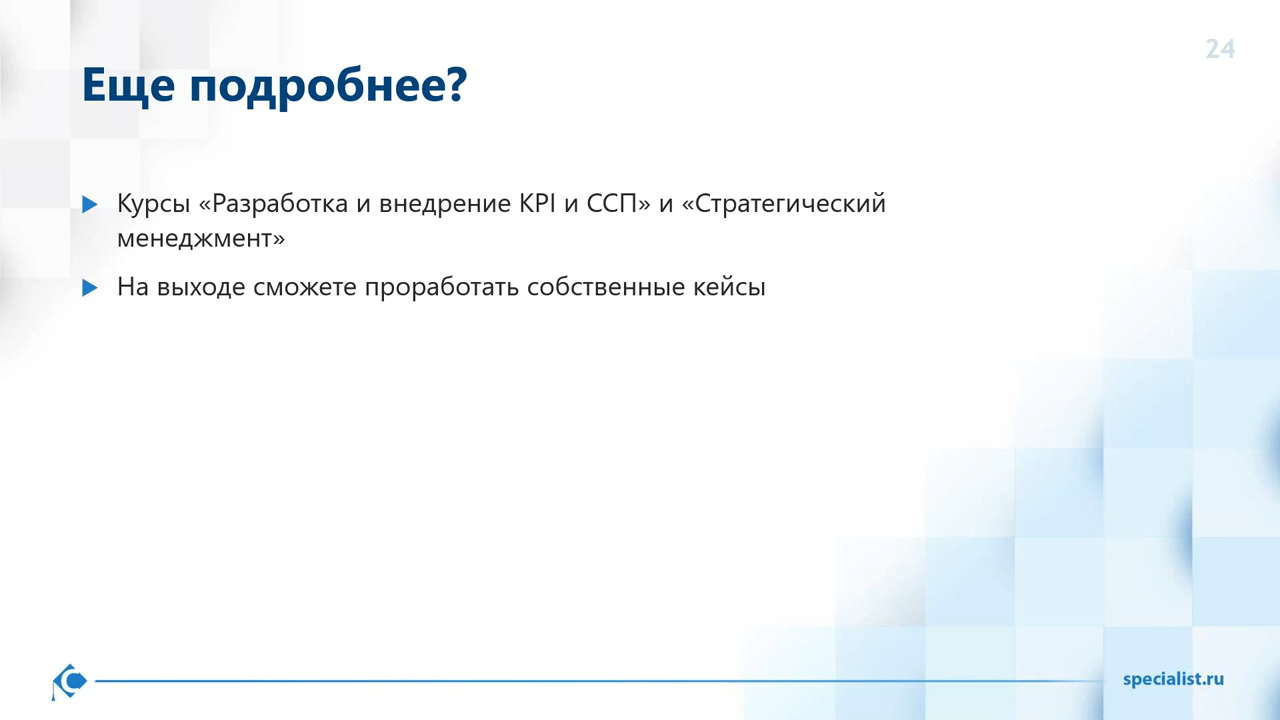 24
Еще подробнее?
Курсы «Разработка и внедрение KPI и ССП» и «Стратегический
менеджмент»
На выходе сможете проработать собственные кейсы
specialist.ru